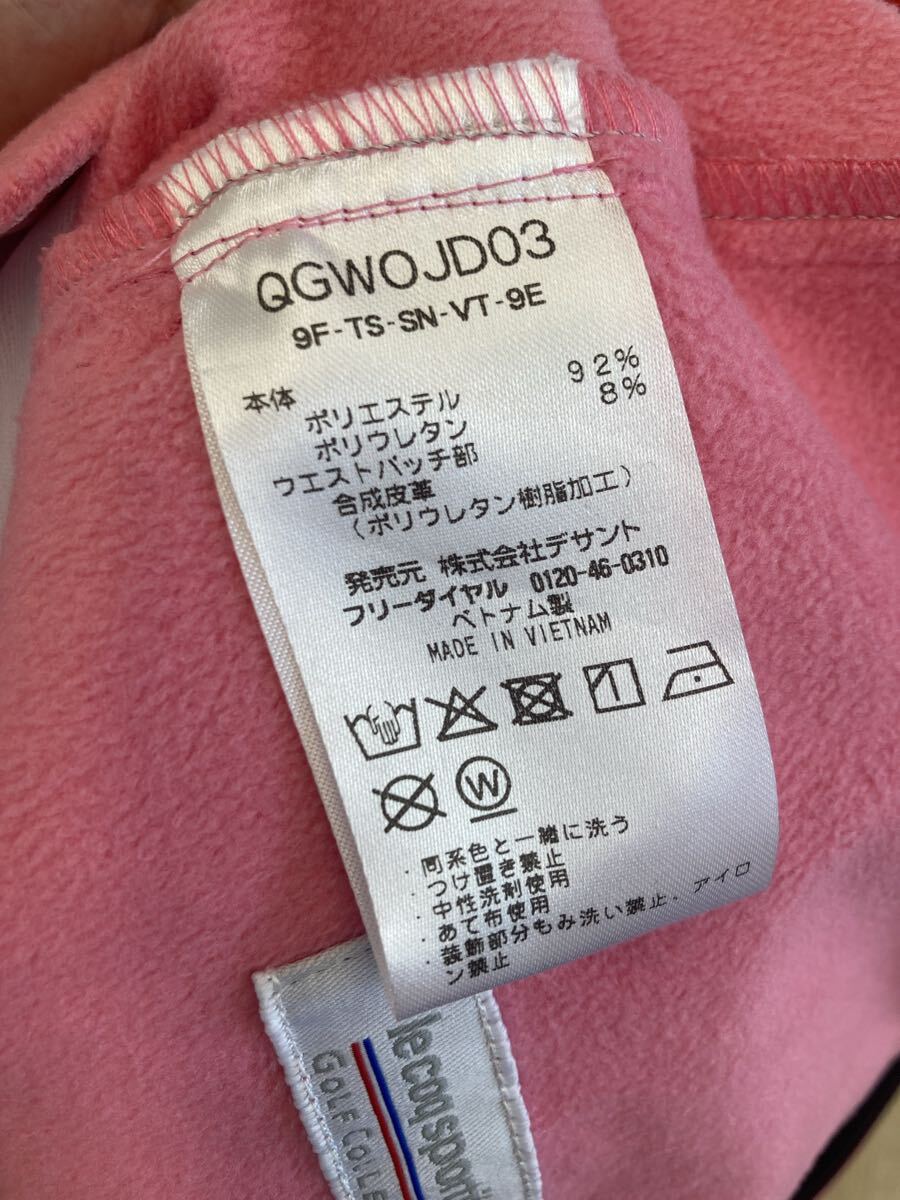 QGWOJD03
9F-TS-SN-VT-9E
本体
ポリエステル 92%
ポリウレタン 8%
ウエストパッチ部
合成皮革
(ポリウレタン樹脂加工)
発売元 株式会社デサント
フリーダイヤル 0120-46-0310
ベトナム製
MADE IN VIETNAM
W
・同系色と一緒に洗う
・つけ置き禁止
・中性洗剤使用
・あて布使用
・装飾部分もみ洗い禁止．アイロ
ン禁止
lecoqsporti
GOLF COLLE